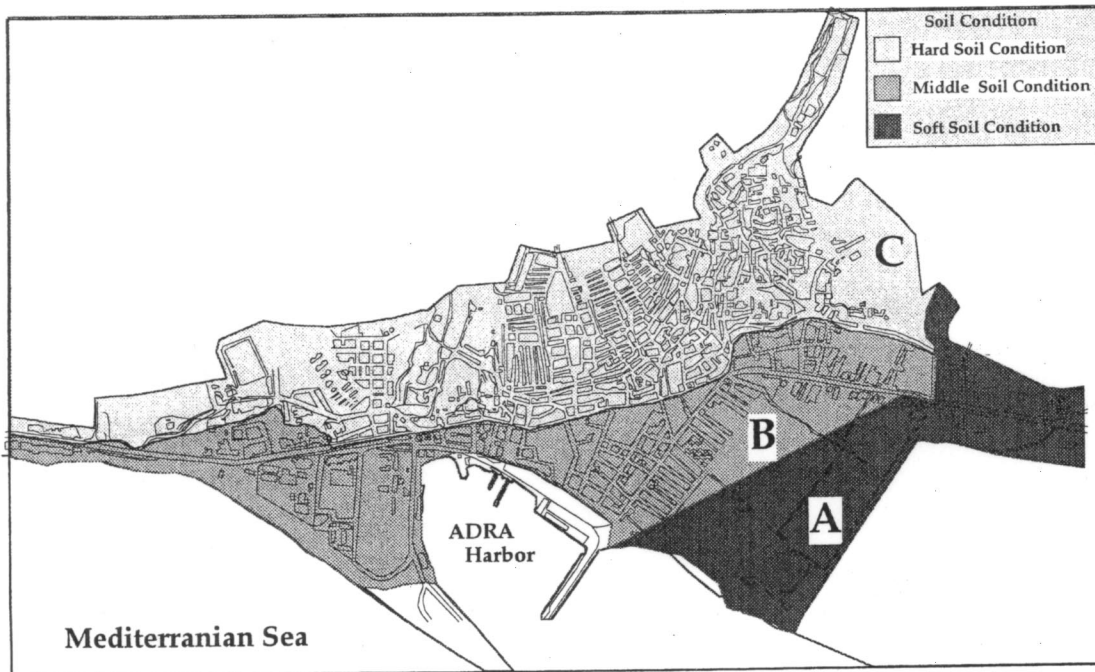 Soil Condition
Hard Soil Condition
Middle Soil Condition
Soft Soil Condition
C
B
A
ADRA
Harbor
Mediterranian Sea